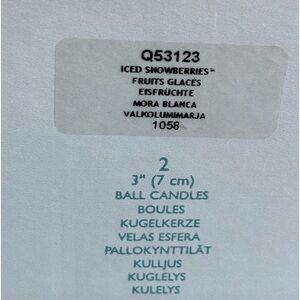 Q53123
ICED SNOWBERRIES™
FRUITS GLACÉS
EISFRÜCHTE
MORA BLANCA
VALKOLUMIMARJA
1058
2
3" (7 cm)
BALL CANDLES
BOULES
KUGELKERZE
VELAS ESFERA
PALLOKYNTTILÄT
KULLJUS
KUGLELYS
KULELYS